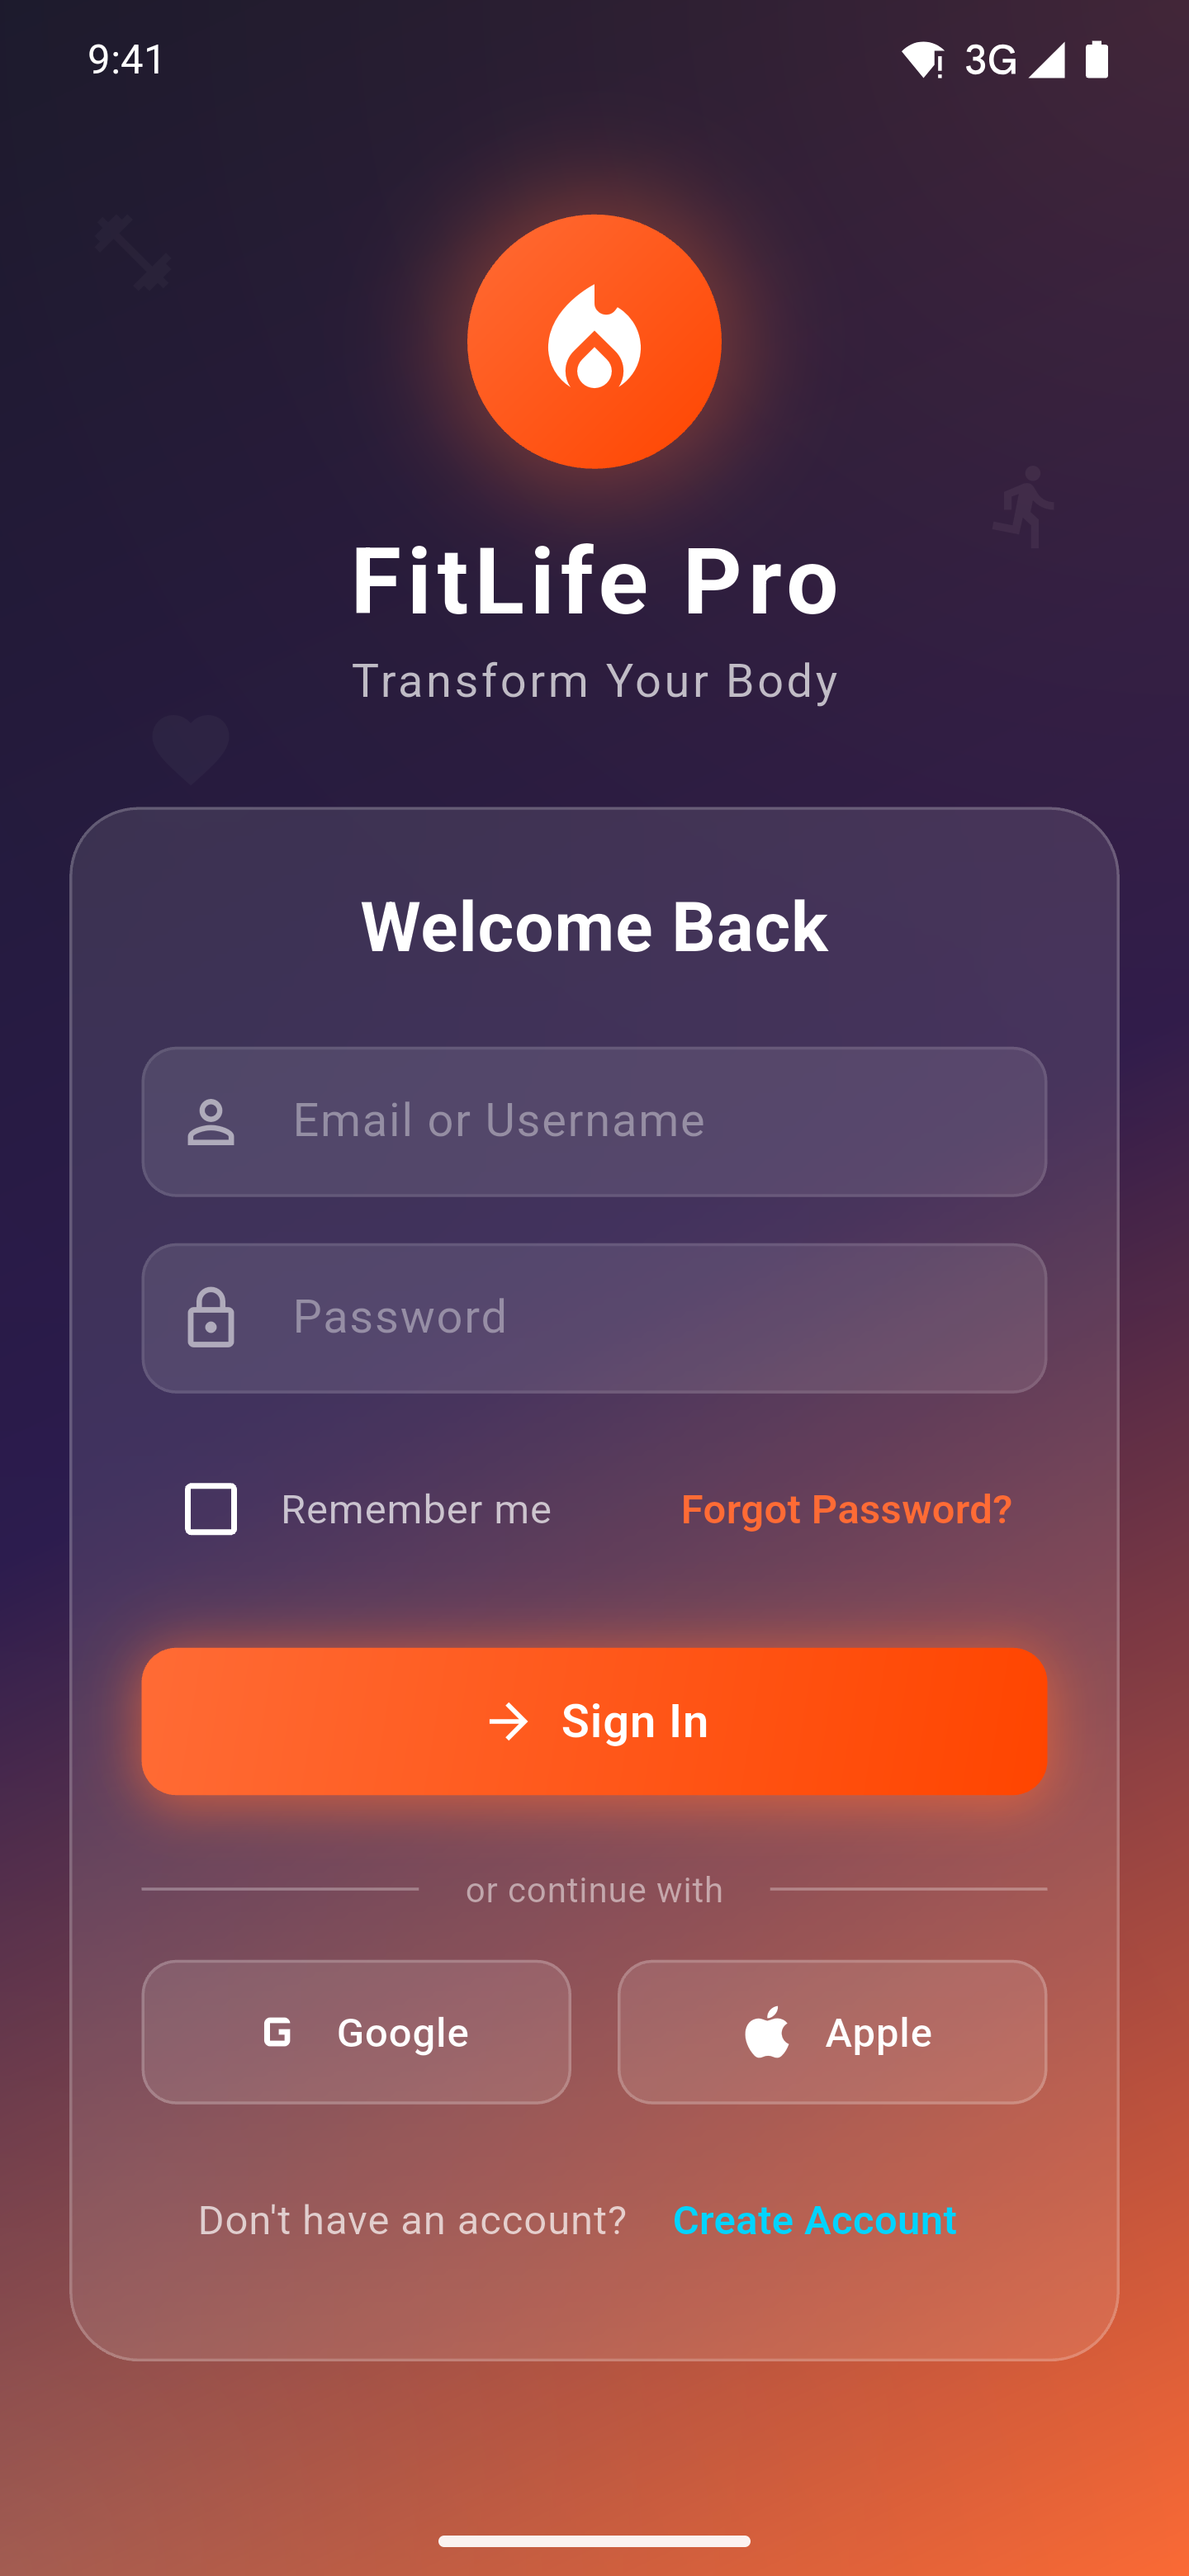 9:41 3G
FitLife Pro
Transform Your Body
Welcome Back
Email or Username
Password
Remember me Forgot Password?
Sign In
or continue with
G Google Apple
Don't have an account? Create Account